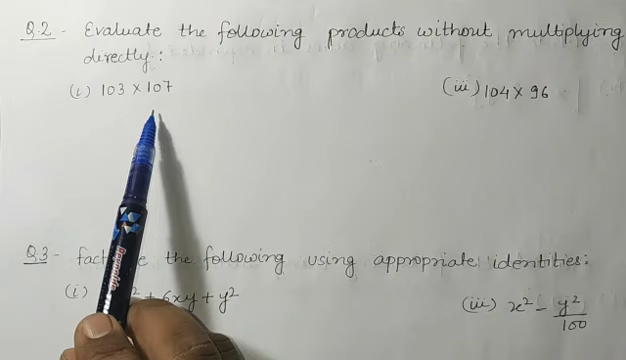 Q.2 - Evaluate the following products without multiplying
directly :
(i) 103 × 107
(iii) 104 × 96
Q.3 - the following using appropriate identities:
(i) + 6xy + y²
(iii) x² - y²/100
Reynolds